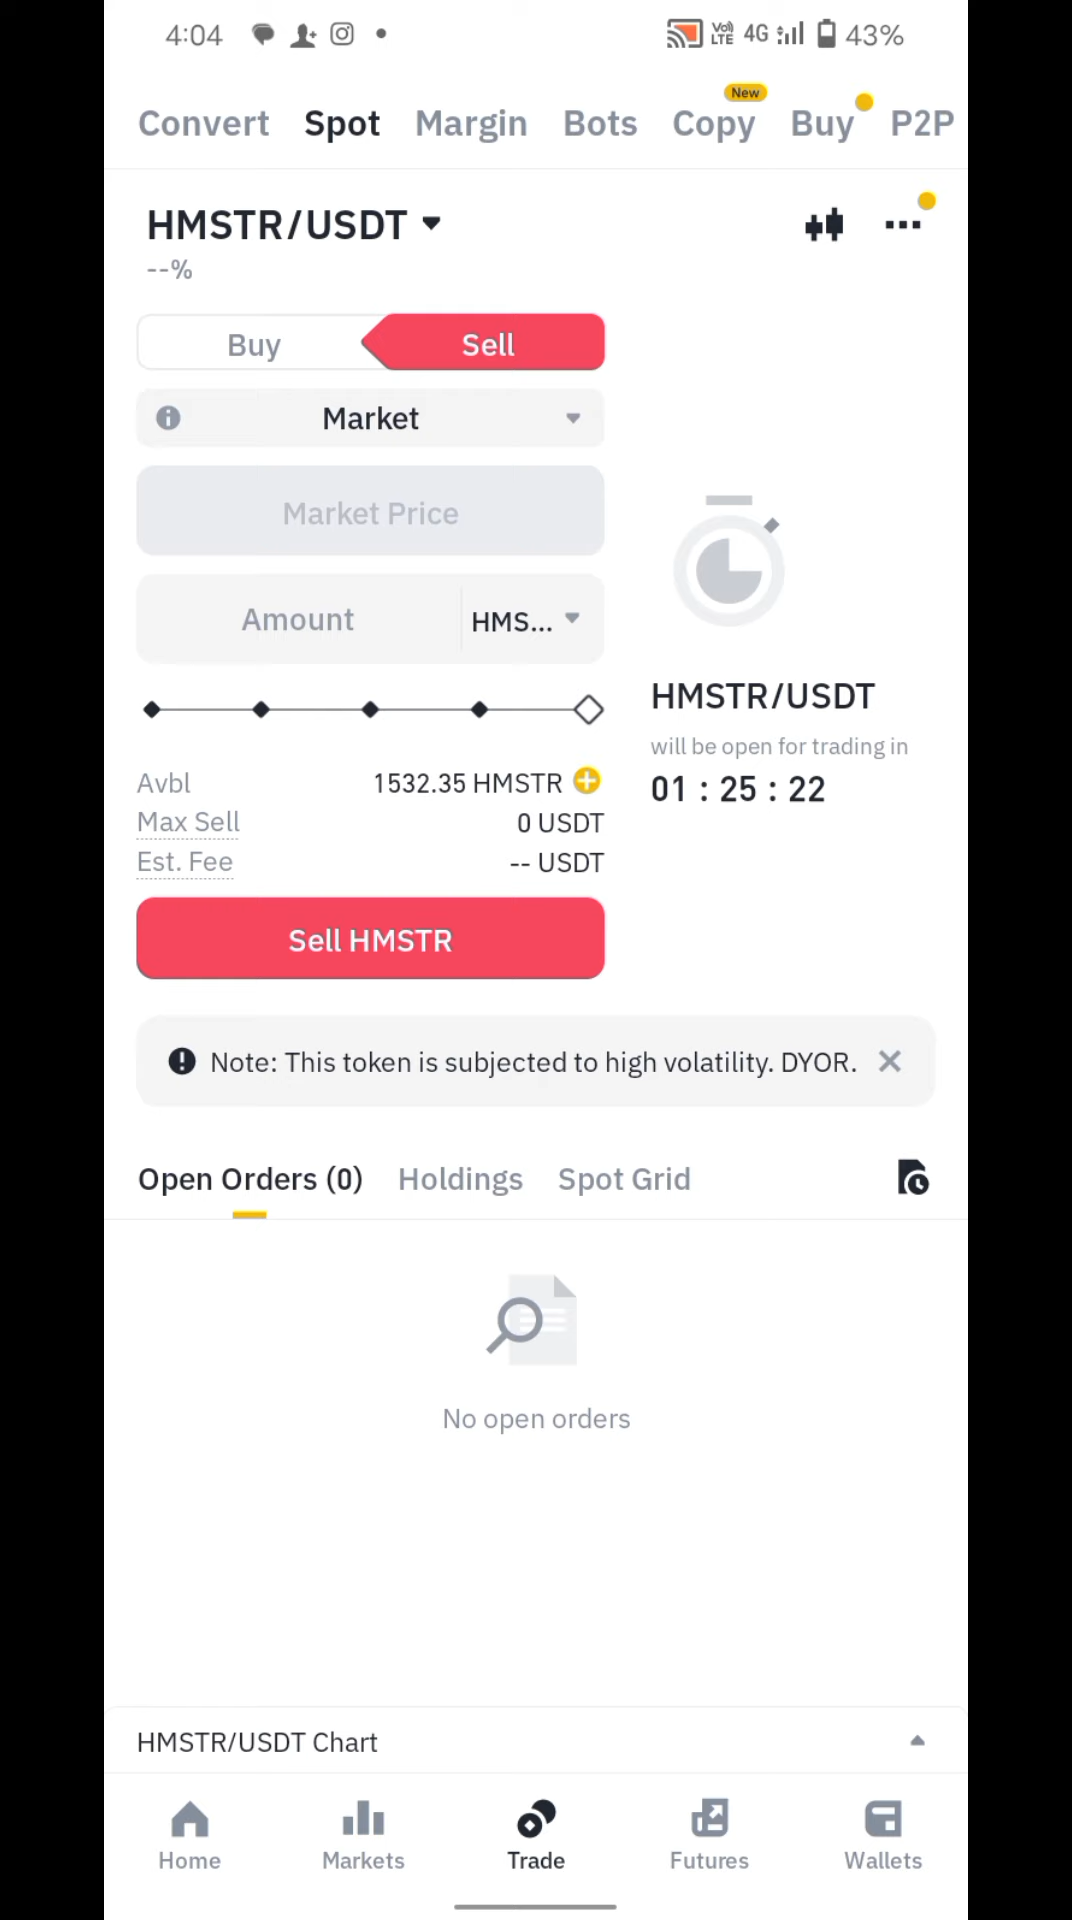 4:04 Vo) LTE 4G 43%
New
Convert Spot Margin Bots Copy Buy P2P
HMSTR/USDT
--%
Buy Sell
Market
Market Price
Amount HMS...
HMSTR/USDT
will be open for trading in
01 : 25 : 22
Avbl 1532.35 HMSTR
Max Sell 0 USDT
Est. Fee -- USDT
Sell HMSTR
Note: This token is subjected to high volatility. DYOR.
Open Orders (0) Holdings Spot Grid
No open orders
HMSTR/USDT Chart
Home Markets Trade Futures Wallets